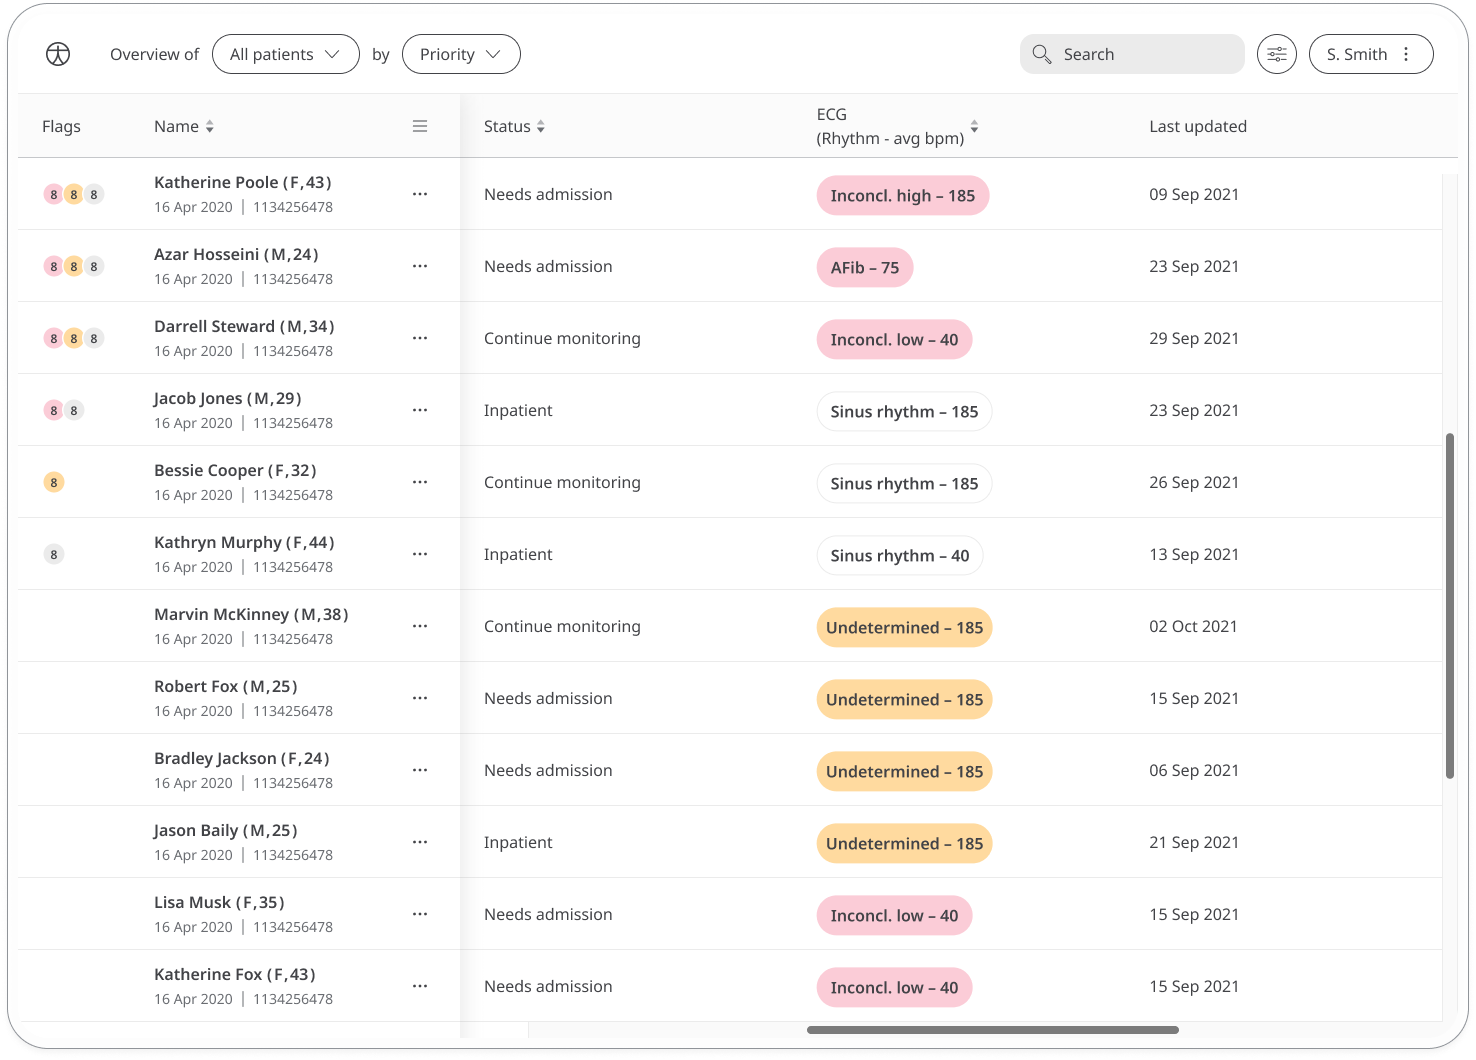 Overview of All patients by Priority Search S. Smith
Flags Name Status ECG
(Rhythm - avg bpm) Last updated
8 8 8 Katherine Poole (F,43) Needs admission Inconcl. high – 185 09 Sep 2021
16 Apr 2020 | 1134256478
8 8 8 Azar Hosseini (M,24) Needs admission AFib – 75 23 Sep 2021
16 Apr 2020 | 1134256478
8 8 8 Darrell Steward (M,34) Continue monitoring Inconcl. low – 40 29 Sep 2021
16 Apr 2020 | 1134256478
8 8 Jacob Jones (M,29) Inpatient Sinus rhythm – 185 23 Sep 2021
16 Apr 2020 | 1134256478
8 Bessie Cooper (F,32) Continue monitoring Sinus rhythm – 185 26 Sep 2021
16 Apr 2020 | 1134256478
8 Kathryn Murphy (F,44) Inpatient Sinus rhythm – 40 13 Sep 2021
16 Apr 2020 | 1134256478
Marvin McKinney (M,38) Continue monitoring Undetermined – 185 02 Oct 2021
16 Apr 2020 | 1134256478
Robert Fox (M,25) Needs admission Undetermined – 185 15 Sep 2021
16 Apr 2020 | 1134256478
Bradley Jackson (F,24) Needs admission Undetermined – 185 06 Sep 2021
16 Apr 2020 | 1134256478
Jason Baily (M,25) Inpatient Undetermined – 185 21 Sep 2021
16 Apr 2020 | 1134256478
Lisa Musk (F,35) Needs admission Inconcl. low – 40 15 Sep 2021
16 Apr 2020 | 1134256478
Katherine Fox (F,43) Needs admission Inconcl. low – 40 15 Sep 2021
16 Apr 2020 | 1134256478